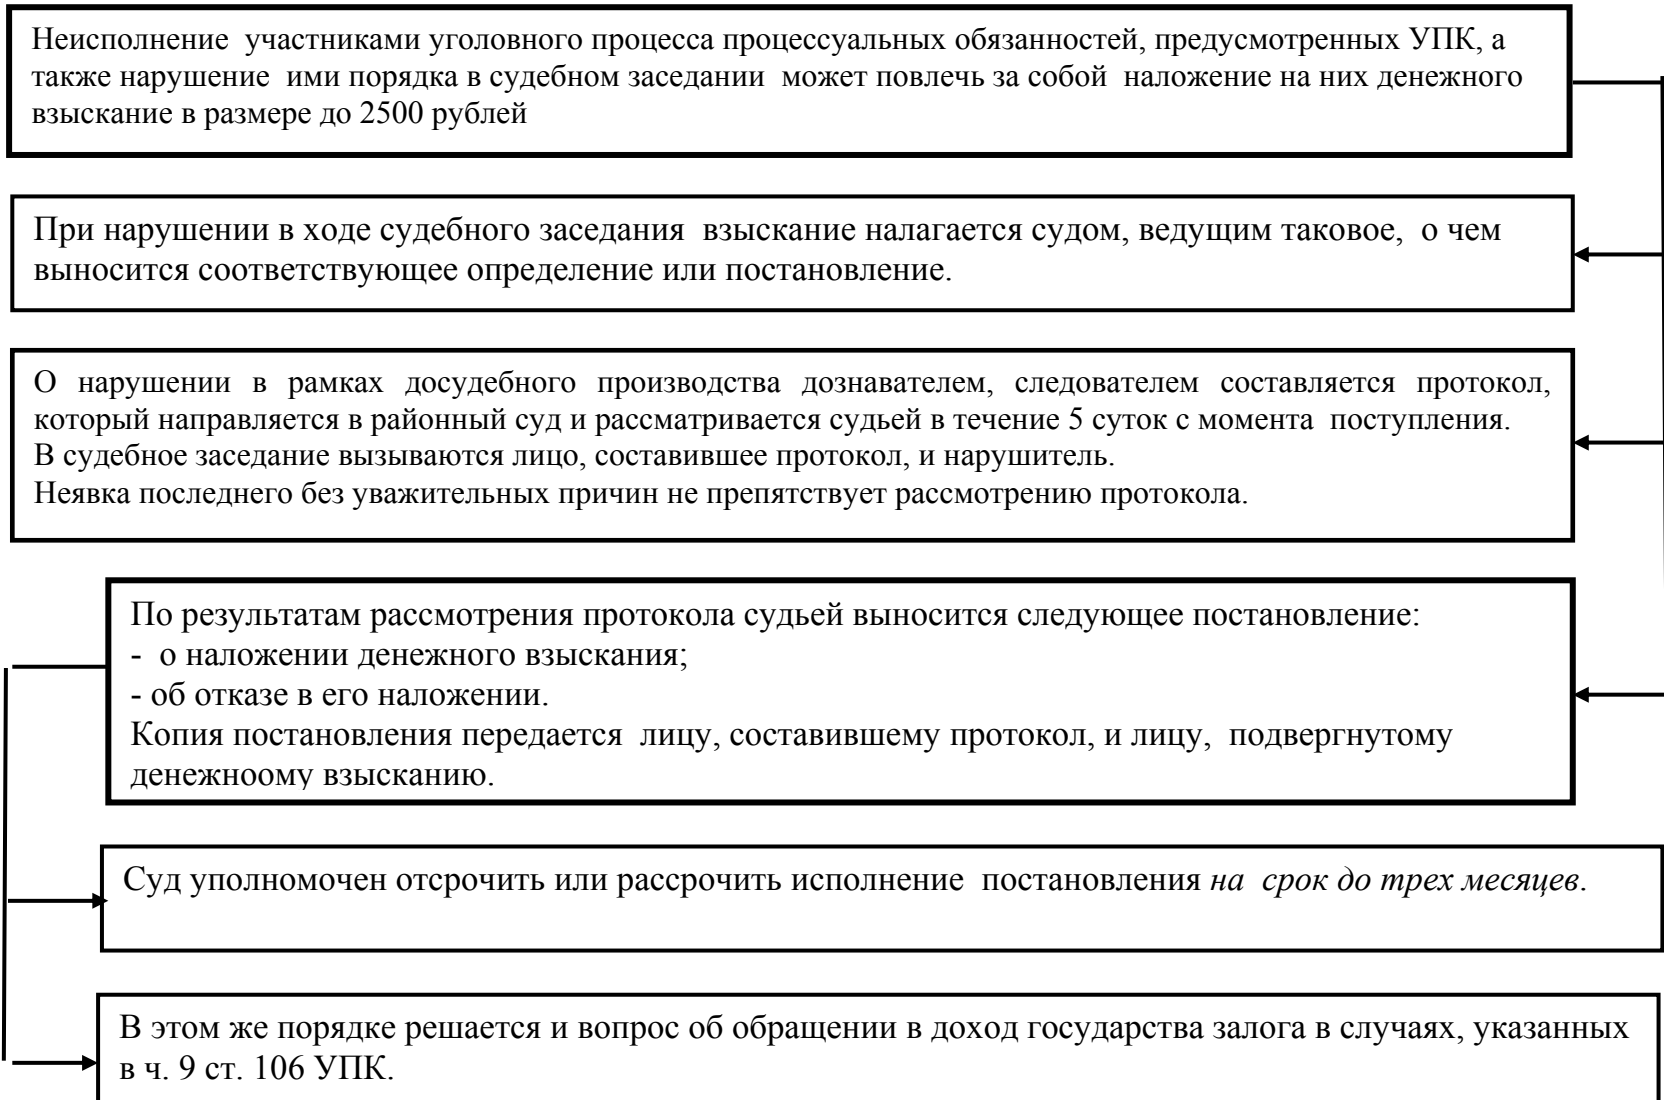 Неисполнение участниками уголовного процесса процессуальных обязанностей, предусмотренных УПК, а
также нарушение ими порядка в судебном заседании может повлечь за собой наложение на них денежного
взыскание в размере до 2500 рублей
При нарушении в ходе судебного заседания взыскание налагается судом, ведущим таковое, о чем
выносится соответствующее определение или постановление.
О нарушении в рамках досудебного производства дознавателем, следователем составляется протокол,
который направляется в районный суд и рассматривается судьей в течение 5 суток с момента поступления.
В судебное заседание вызываются лицо, составившее протокол, и нарушитель.
Неявка последнего без уважительных причин не препятствует рассмотрению протокола.
По результатам рассмотрения протокола судьей выносится следующее постановление:
- о наложении денежного взыскания;
- об отказе в его наложении.
Копия постановления передается лицу, составившему протокол, и лицу, подвергнутому
денежноому взысканию.
Суд уполномочен отсрочить или рассрочить исполнение постановления на срок до трех месяцев.
В этом же порядке решается и вопрос об обращении в доход государства залога в случаях, указанных
в ч. 9 ст. 106 УПК.